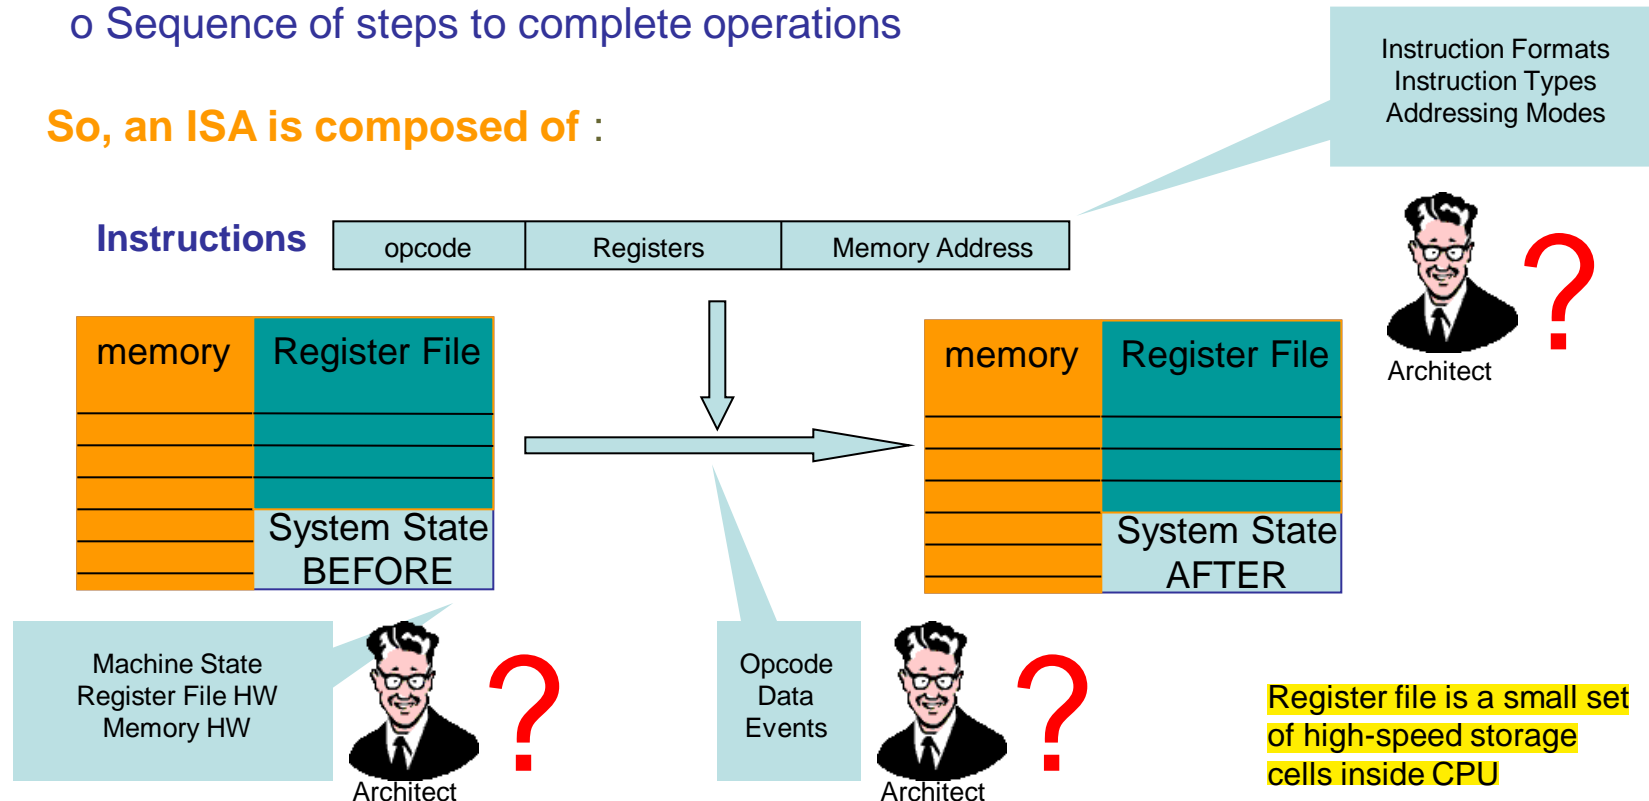 o Sequence of steps to complete operations
Instruction Formats
Instruction Types
Addressing Modes
So, an ISA is composed of :
Instructions
opcode
Registers
Memory Address
?
Architect
memory
Register File
System State
BEFORE
memory
Register File
System State
AFTER
Machine State
Register File HW
Memory HW
?
Architect
Opcode
Data
Events
?
Architect
Register file is a small set
of high-speed storage
cells inside CPU